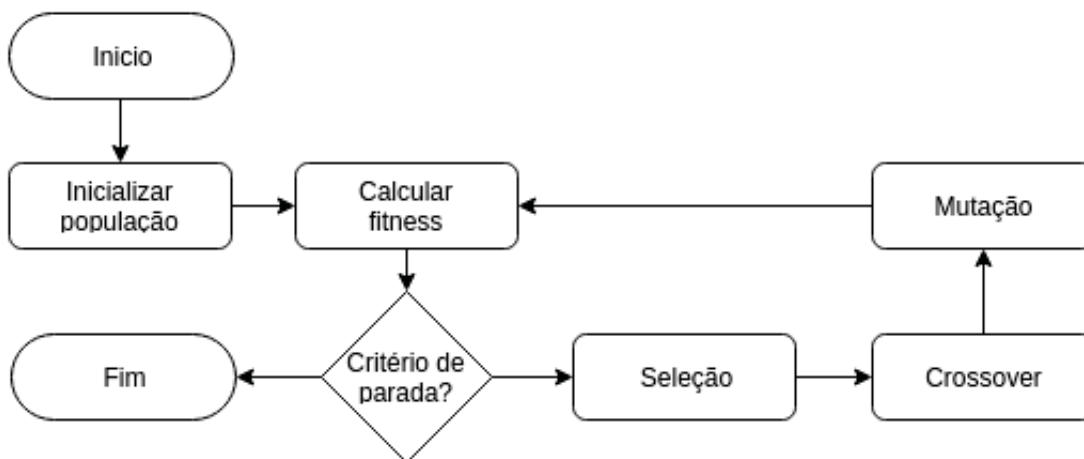 Inicio
Inicializar
população
Calcular
fitness
Mutação
Fim
Critério de
parada?
Seleção
Crossover